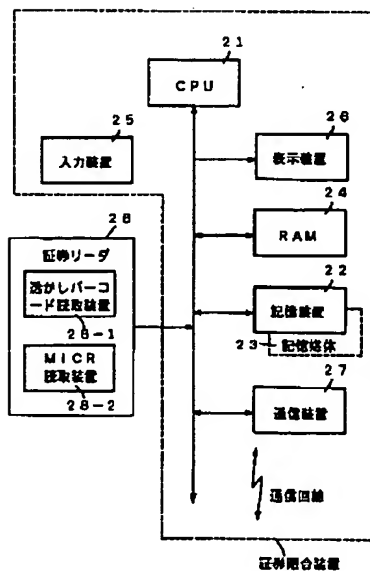 21
CPU
25
入力装置
26
表示装置
24
RAM
28
証券リーダ
透かしバーコ
ード読取装置
28-1
MICR
読取装置
28-2
22
記憶装置
23
記憶媒体
27
通信装置
通信回線
証券照合装置